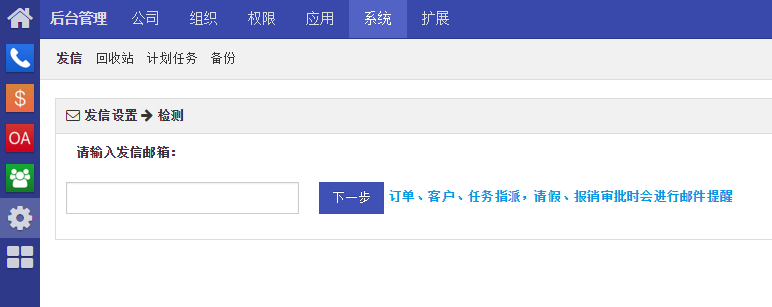 后台管理 公司 组织 权限 应用 系统 扩展
发信 回收站 计划任务 备份
$
OA
发信设置 检测
请输入发信邮箱：
下一步 订单、客户、任务指派，请假、报销审批时会进行邮件提醒